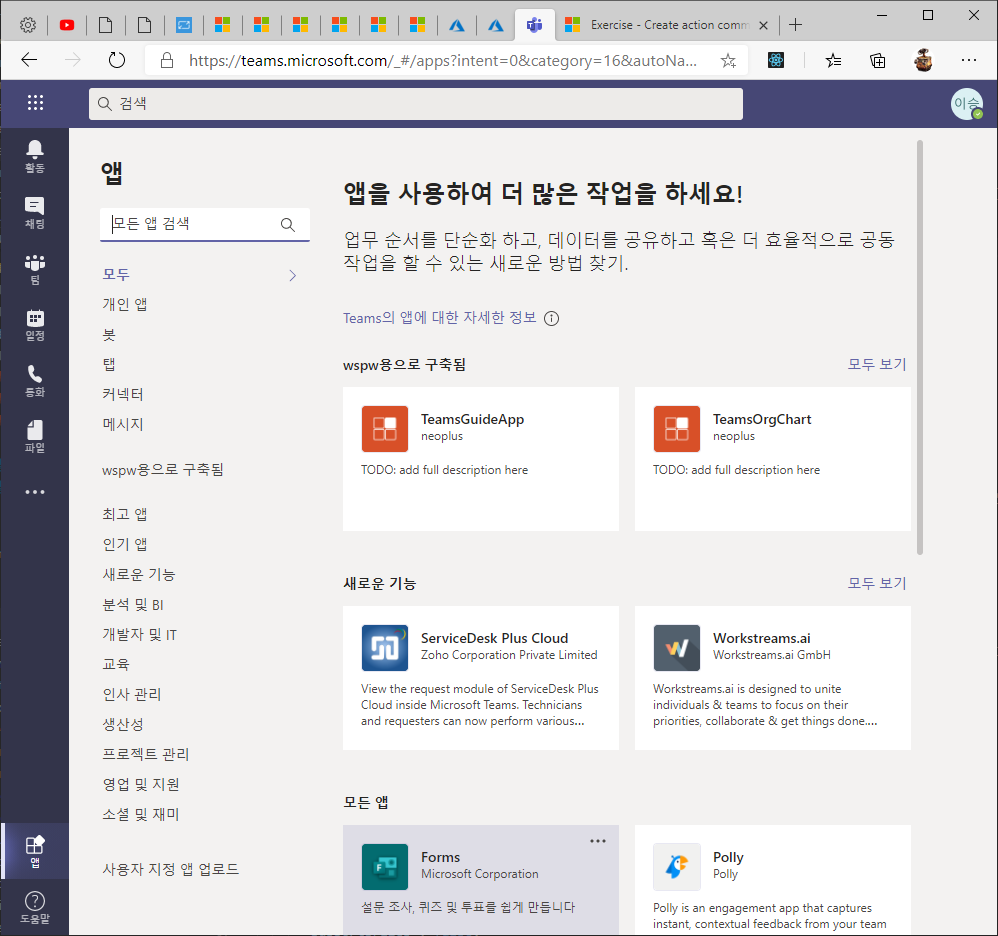 Exercise - Create action comm
https://teams.microsoft.com/_#/apps?intent=0&category=16&autoNa...
검색
이승
활동
채팅
팀
일정
통화
파일
앱
도움말
앱
모든 앱 검색
모두
개인 앱
봇
탭
커넥터
메시지
wspw용으로 구축됨
최고 앱
인기 앱
새로운 기능
분석 및 BI
개발자 및 IT
교육
인사 관리
생산성
프로젝트 관리
영업 및 지원
소셜 및 재미
사용자 지정 앱 업로드
앱을 사용하여 더 많은 작업을 하세요!
업무 순서를 단순화 하고, 데이터를 공유하고 혹은 더 효율적으로 공동
작업을 할 수 있는 새로운 방법 찾기.
Teams의 앱에 대한 자세한 정보
wspw용으로 구축됨
모두 보기
TeamsGuideApp
neoplus
TODO: add full description here
TeamsOrgChart
neoplus
TODO: add full description here
새로운 기능
모두 보기
ServiceDesk Plus Cloud
Zoho Corporation Private Limited
View the request module of ServiceDesk Plus
Cloud inside Microsoft Teams. Technicians
and requesters can now perform various...
Workstreams.ai
Workstreams.ai GmbH
Workstreams.ai is designed to unite
individuals & teams to focus on their
priorities, collaborate & get things done....
모든 앱
Forms
Microsoft Corporation
설문 조사, 퀴즈 및 투표를 쉽게 만듭니다
Polly
Polly
Polly is an engagement app that captures
instant, contextual feedback from your team